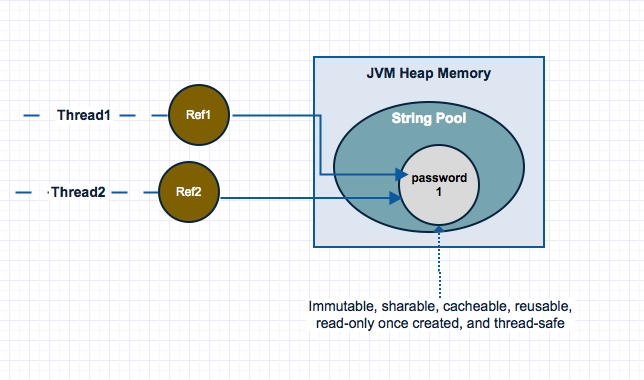 JVM Heap Memory
String Pool
Thread1
Ref1
password
1
Thread2
Ref2
Immutable, sharable, cacheable, reusable,
read-only once created, and thread-safe